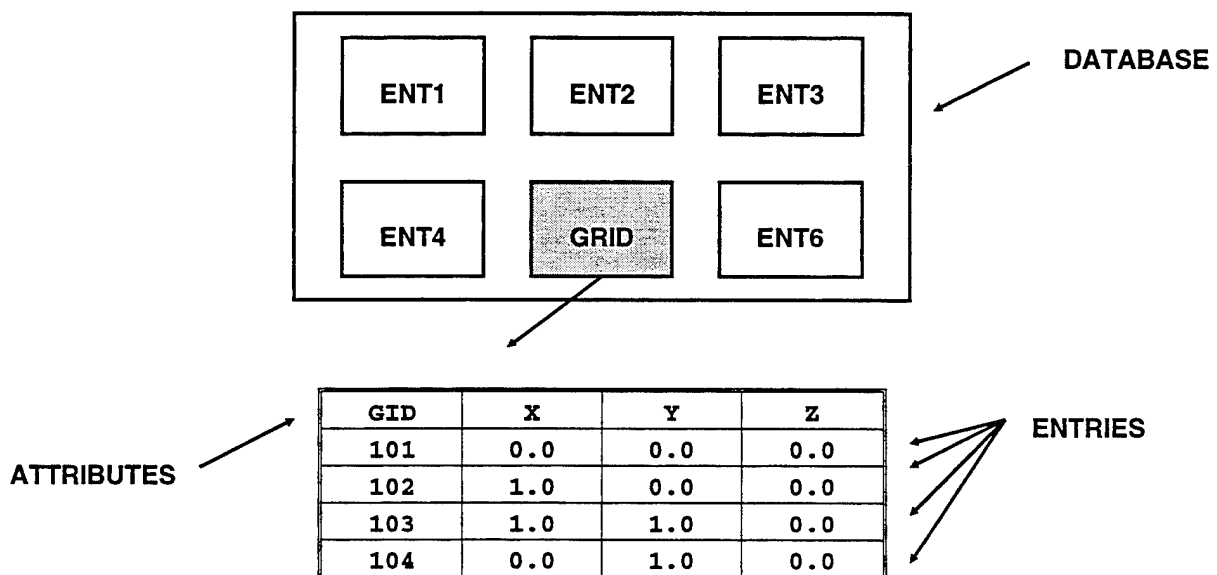 DATABASE
ENT1 ENT2 ENT3
ENT4 GRID ENT6
GID X Y Z
101 0.0 0.0 0.0
102 1.0 0.0 0.0
103 1.0 1.0 0.0
104 0.0 1.0 0.0
ENTRIES
ATTRIBUTES